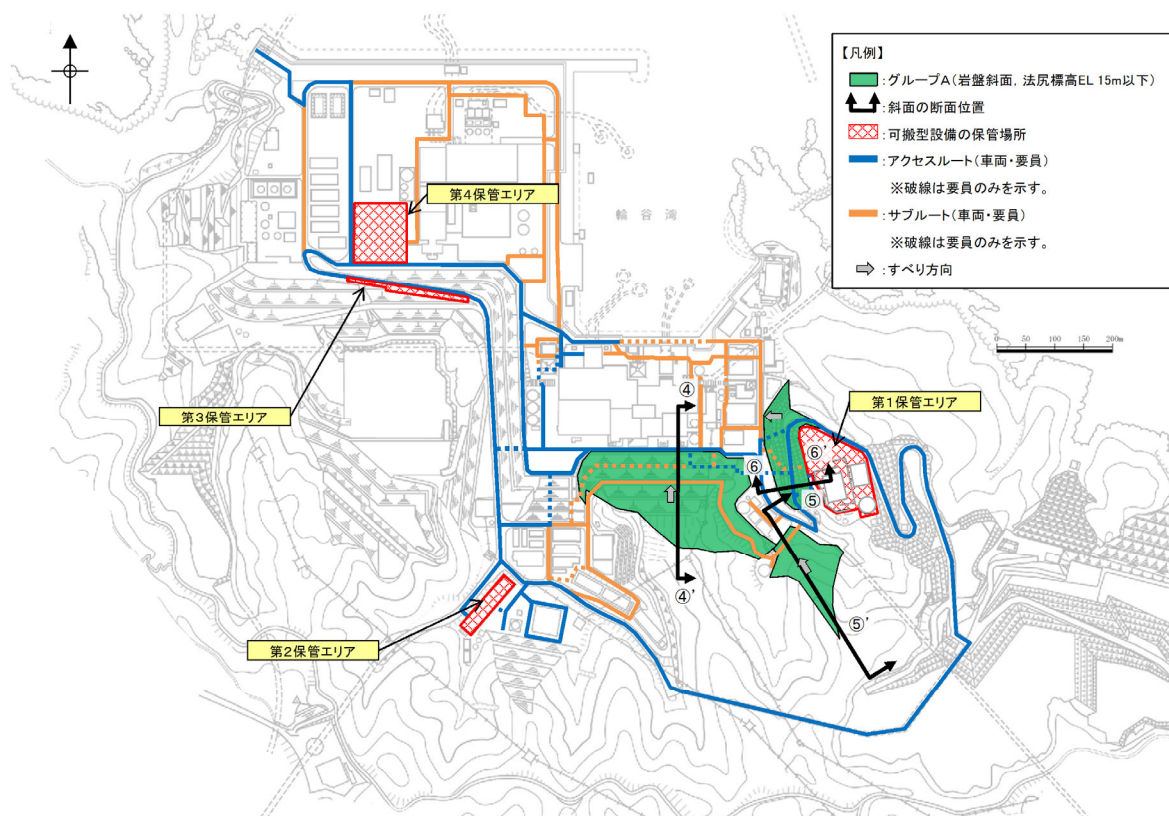 【凡例】
：グループA（岩盤斜面，法尻標高EL 15m以下）
：斜面の断面位置
：可搬型設備の保管場所
：アクセスルート（車両・要員）
※破線は要員のみを示す。
：サブルート（車両・要員）
※破線は要員のみを示す。
：すべり方向
第4保管エリア
輪谷湾
0 50 100 150 200m
第3保管エリア
④
第1保管エリア
⑥
⑥'
⑤
④'
⑤'
第2保管エリア